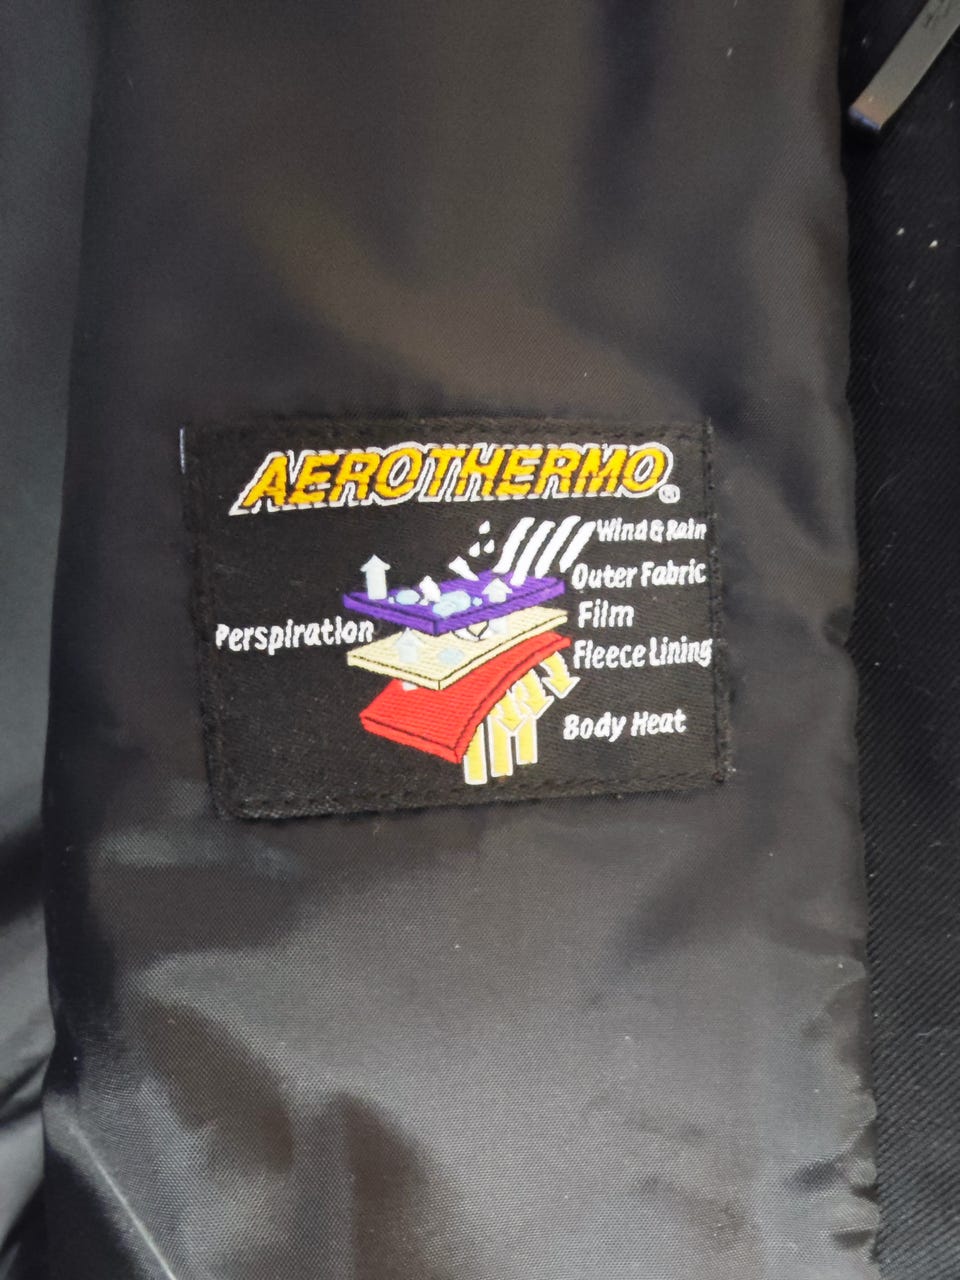 AEROTHERMO®
Wind & Rain
Outer Fabric
Film
Perspiration
Fleece Lining
Body Heat